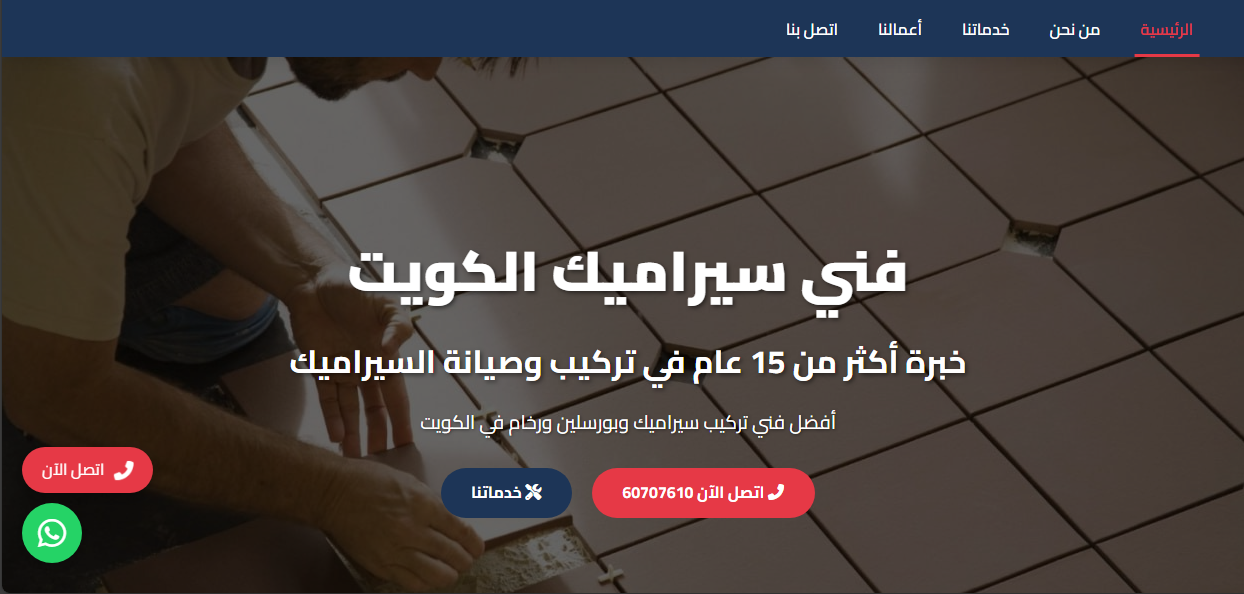 الرئيسية
من نحن
خدماتنا
أعمالنا
اتصل بنا
فني سيراميك الكويت
خبرة أكثر من 15 عام في تركيب وصيانة السيراميك
أفضل فني تركيب سيراميك وبورسلين ورخام في الكويت
اتصل الآن 60707610
خدماتنا
اتصل الآن